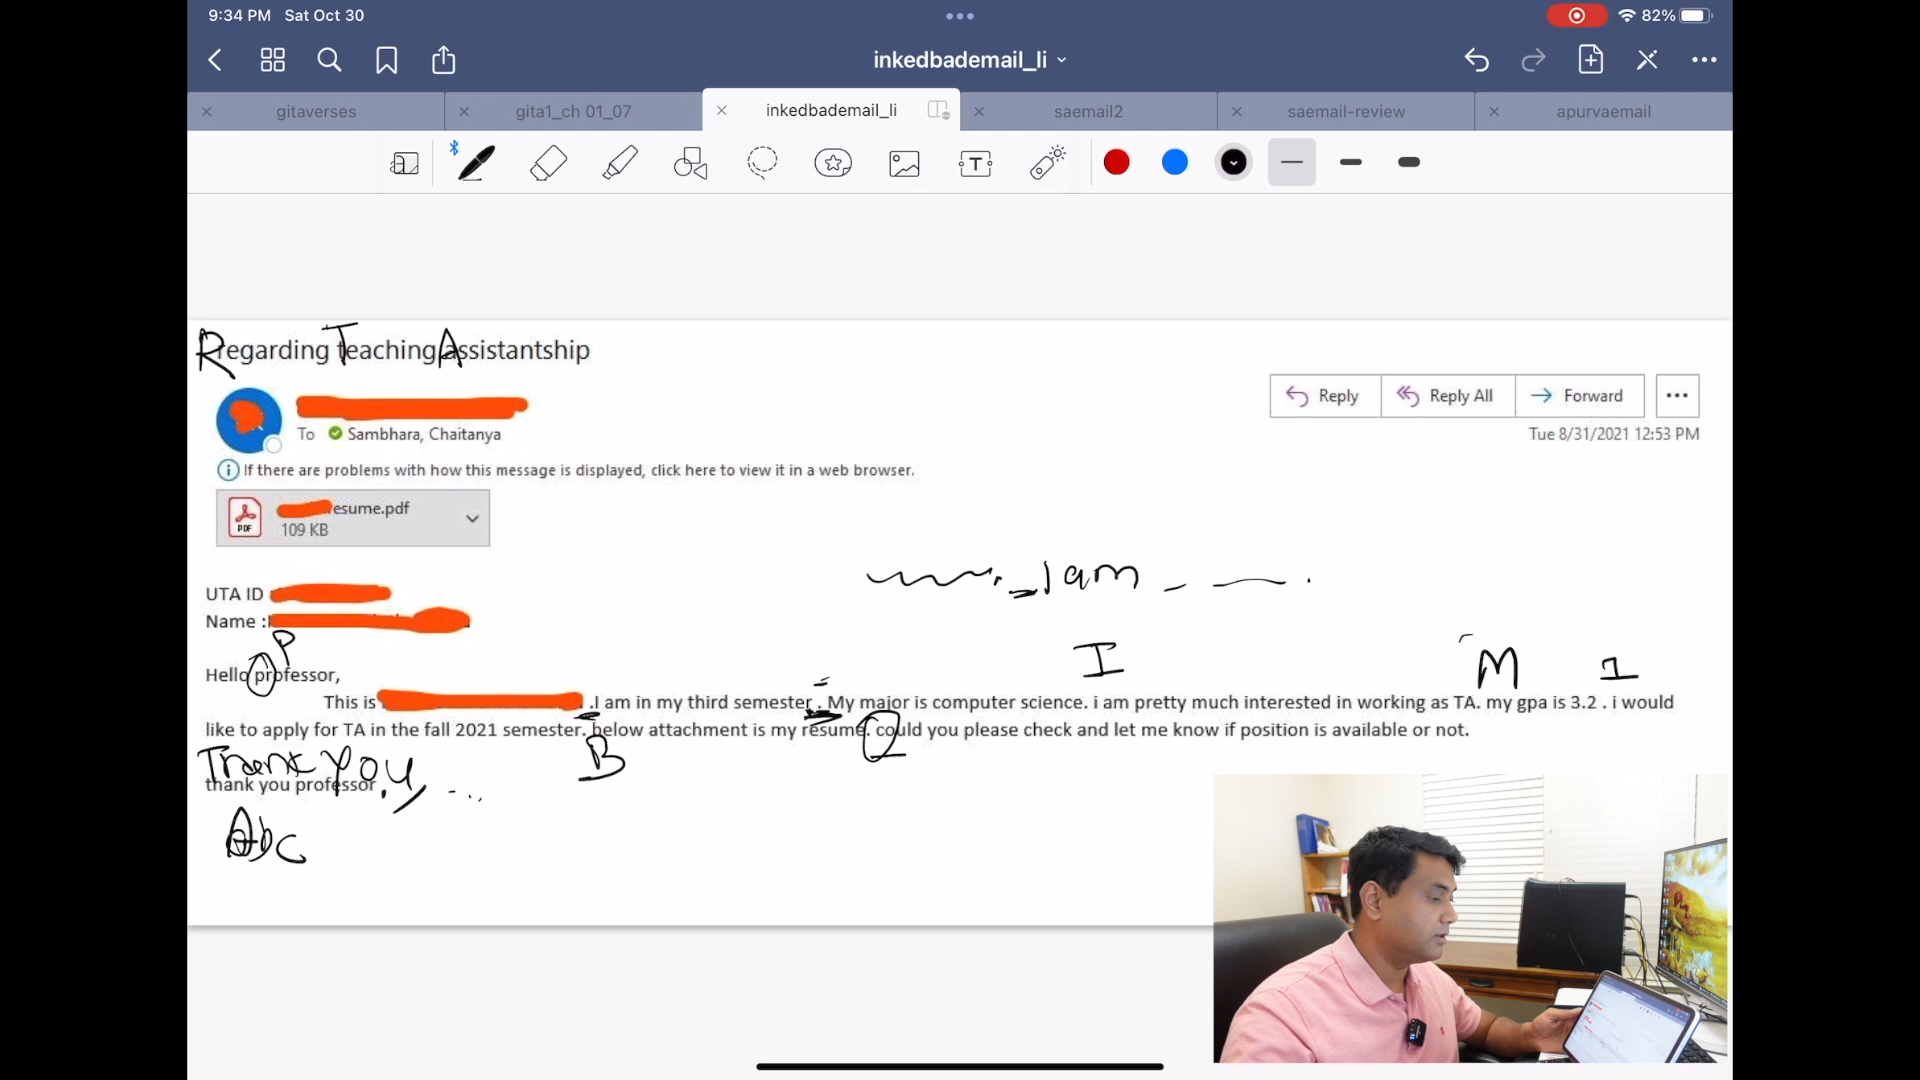 9:34 PM Sat Oct 30
82%
inkedbademail_li
gitaverses
gita1_ch 01_07
inkedbademail_li
saemail2
saemail-review
apurvaemail
a
T
R T A
regarding teaching assistantship
Reply
Reply All
Forward
To Sambhara, Chaitanya
Tue 8/31/2021 12:53 PM
If there are problems with how this message is displayed, click here to view it in a web browser.
esume.pdf
PDF
109 KB
. I am .
UTA ID
Name :
P
I M I
Hello professor,
This is .I am in my third semester . My major is computer science. i am pretty much interested in working as TA. my gpa is 3.2 . i would
like to apply for TA in the fall 2021 semester. below attachment is my resume. could you please check and let me know if position is available or not.
Thank You, B C
thank you professor
Abc